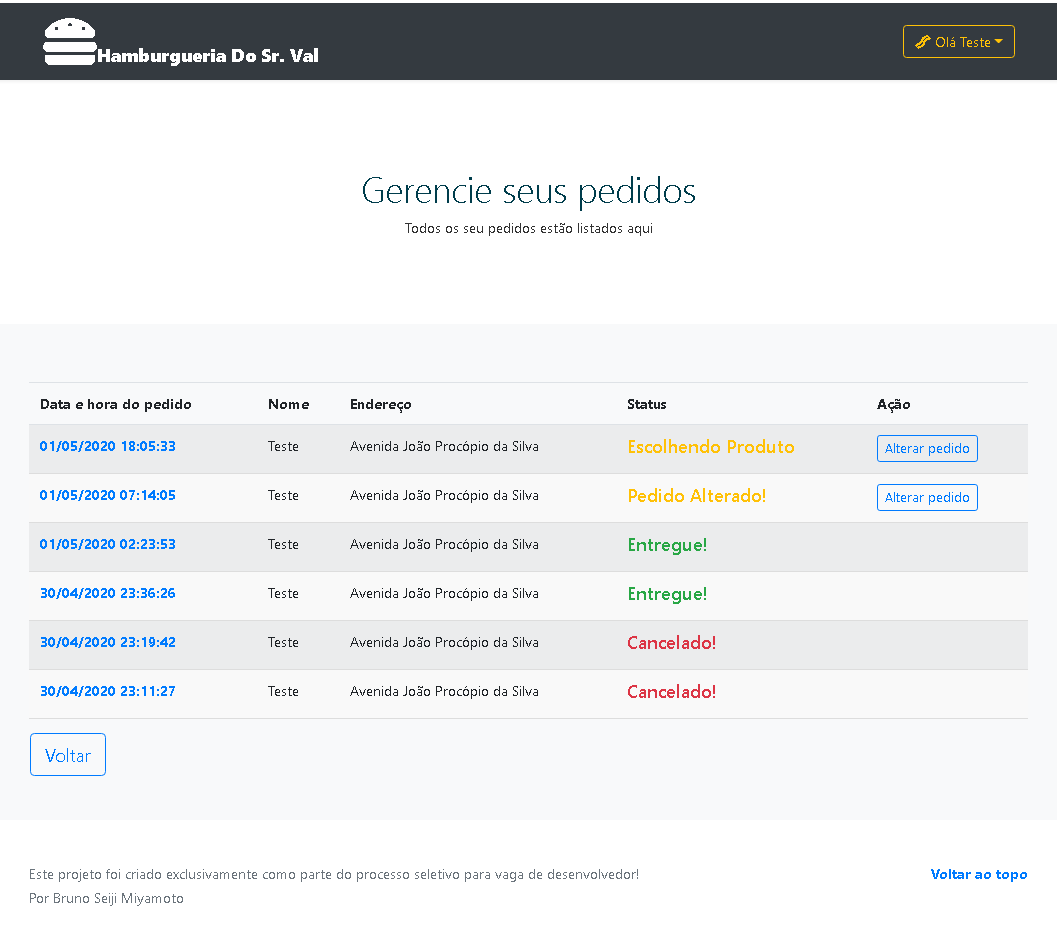 Hamburgueria Do Sr. Val
Olá Teste
Gerencie seus pedidos
Todos os seu pedidos estão listados aqui
Data e hora do pedido Nome Endereço Status Ação
01/05/2020 18:05:33 Teste Avenida João Procópio da Silva Escolhendo Produto Alterar pedido
01/05/2020 07:14:05 Teste Avenida João Procópio da Silva Pedido Alterado! Alterar pedido
01/05/2020 02:23:53 Teste Avenida João Procópio da Silva Entregue!
30/04/2020 23:36:26 Teste Avenida João Procópio da Silva Entregue!
30/04/2020 23:19:42 Teste Avenida João Procópio da Silva Cancelado!
30/04/2020 23:11:27 Teste Avenida João Procópio da Silva Cancelado!
Voltar
Este projeto foi criado exclusivamente como parte do processo seletivo para vaga de desenvolvedor! Voltar ao topo
Por Bruno Seiji Miyamoto